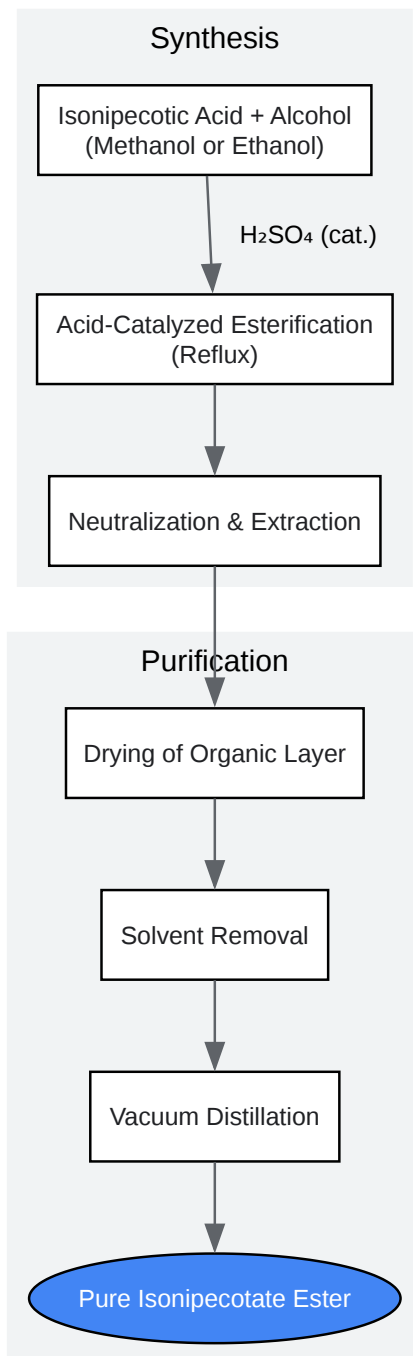 Synthesis
Isonipecotic Acid + Alcohol
(Methanol or Ethanol)
H₂SO₄ (cat.)
Acid-Catalyzed Esterification
(Reflux)
Neutralization & Extraction
Purification
Drying of Organic Layer
Solvent Removal
Vacuum Distillation
Pure Isonipecotate Ester